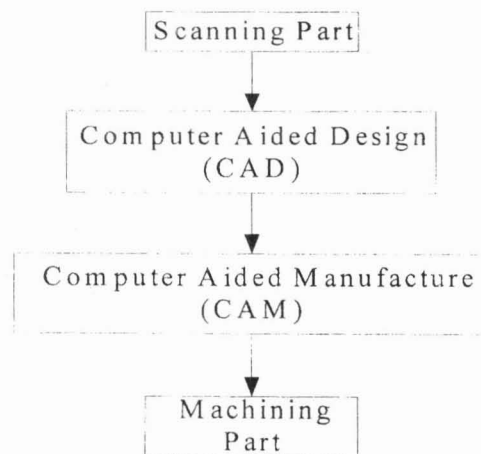 Scanning Part
Computer Aided Design
(CAD)
Computer Aided Manufacture
(CAM)
Machining
Part